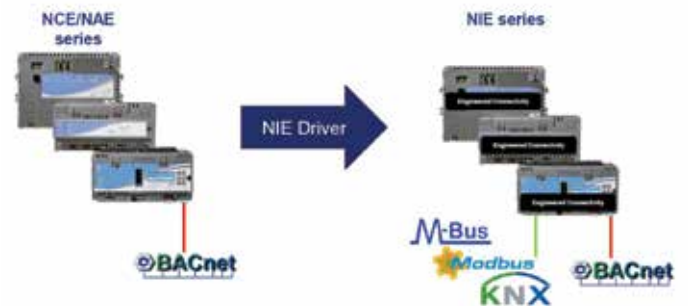 NCE/NAE
series
NIE series
NIE Driver
Engineered Connectivity
Engineered Connectivity
Engineered Connectivity
M-Bus
Modbus
KNX
BACnet
BACnet